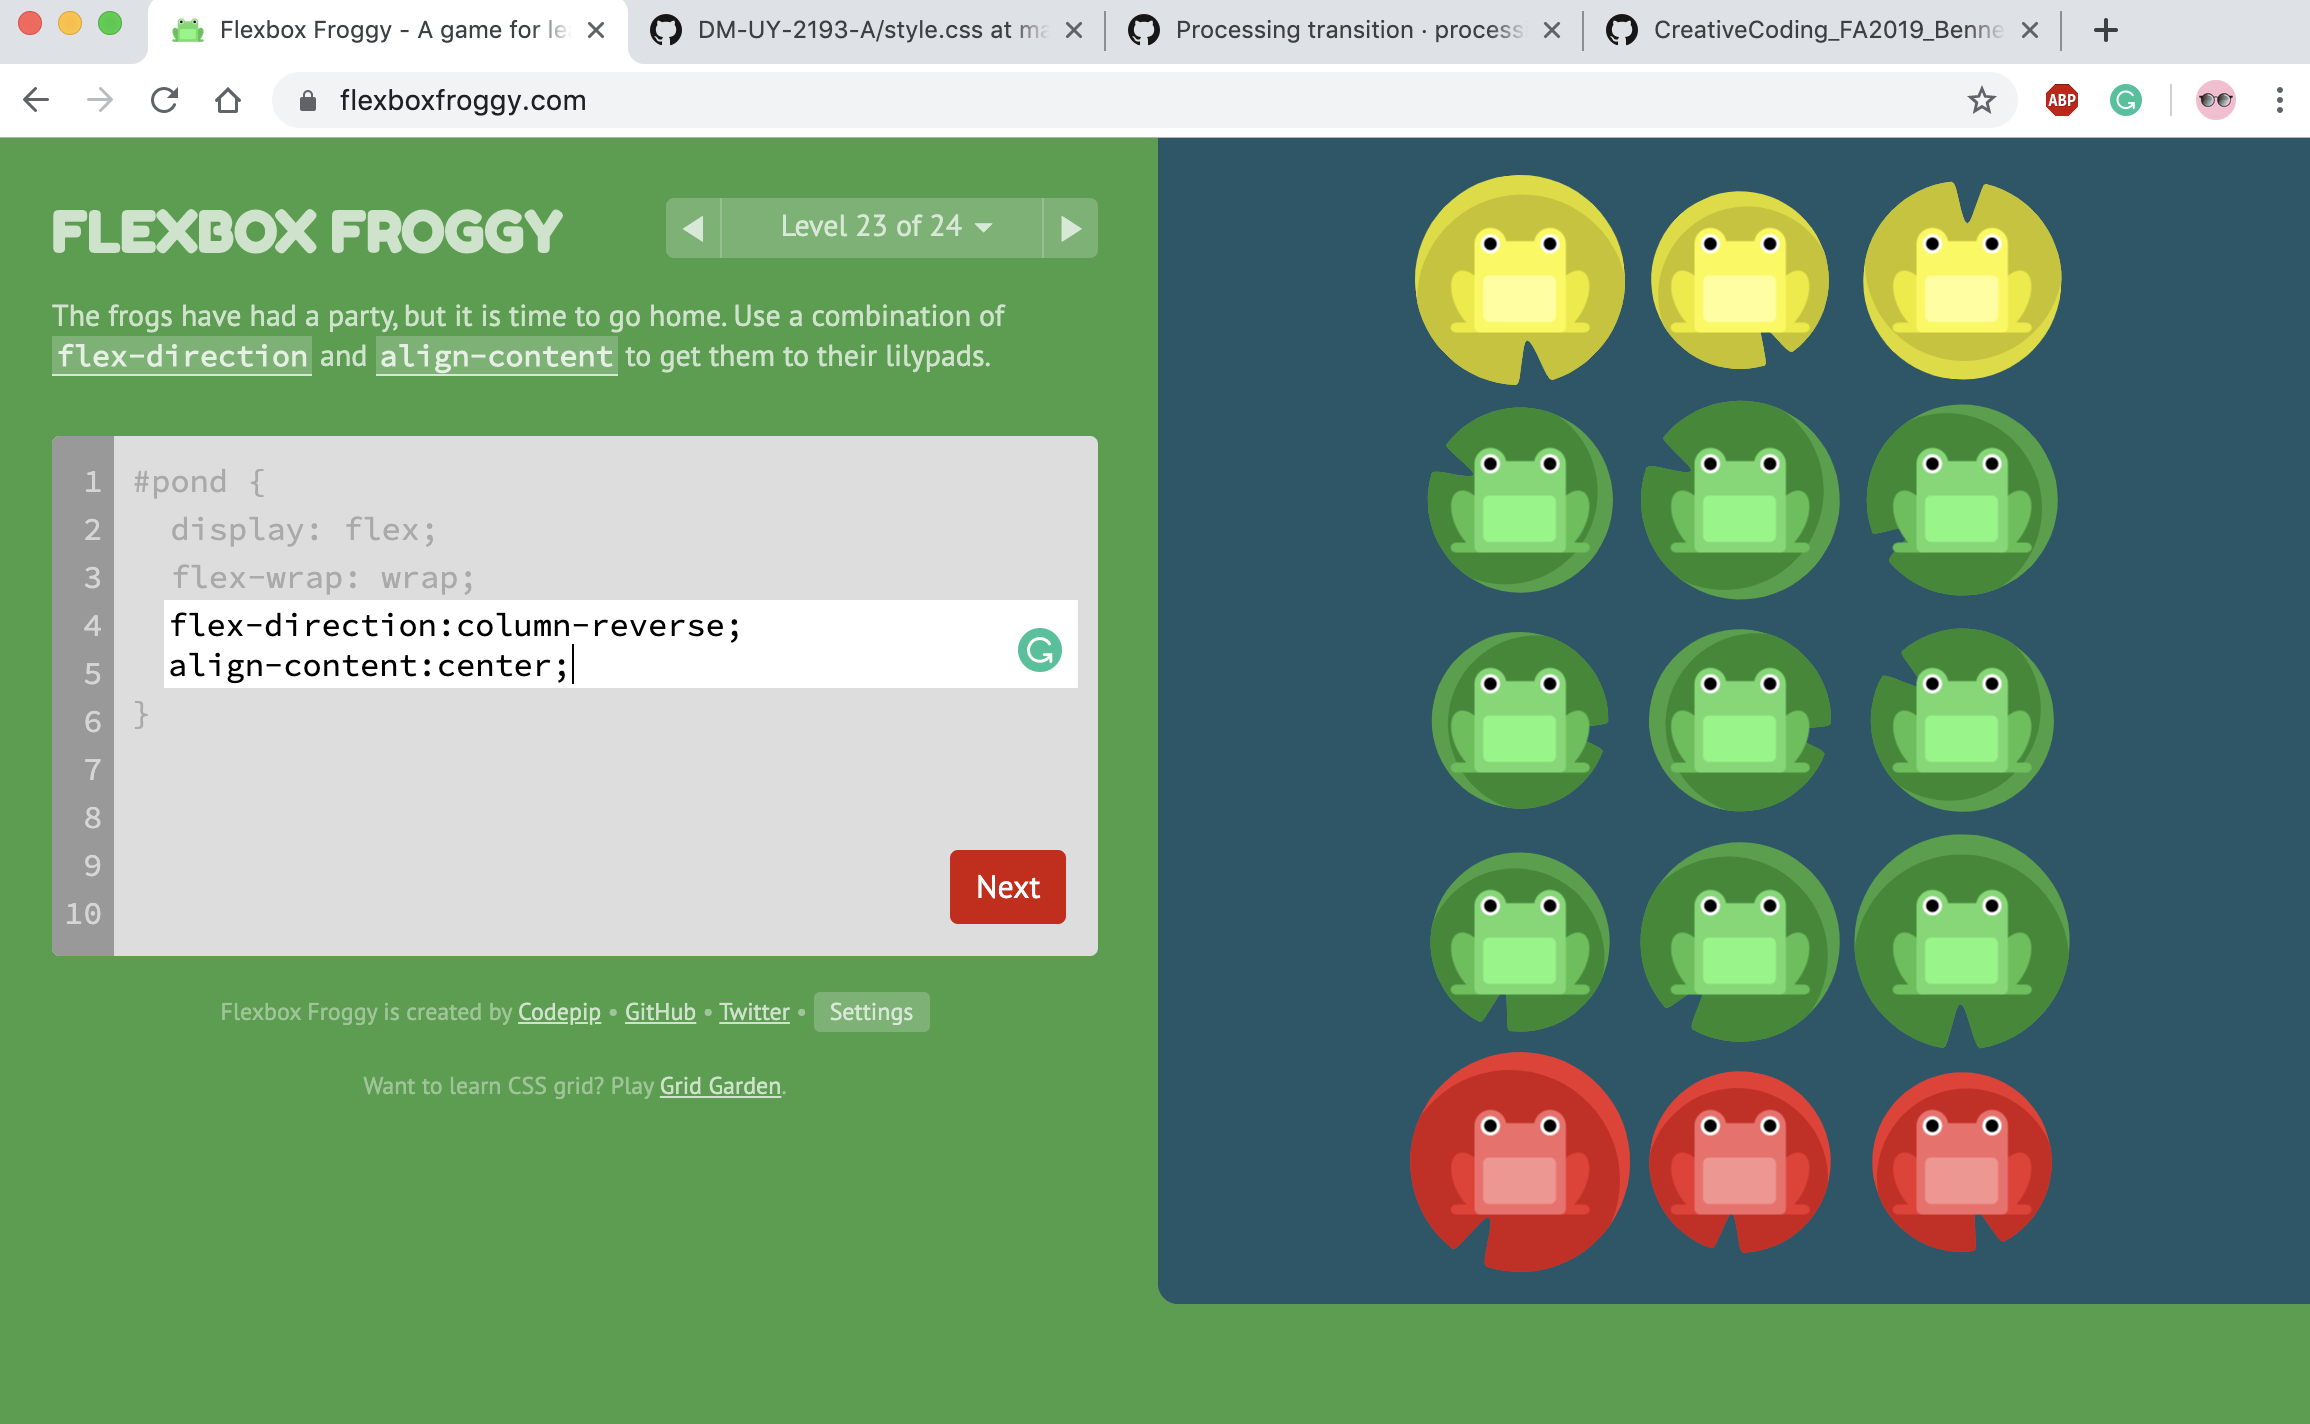 Flexbox Froggy - A game for le
DM-UY-2193-A/style.css at ma
Processing transition · process
CreativeCoding_FA2019_Benne
flexboxfroggy.com
ABP
FLEXBOX FROGGY
Level 23 of 24
The frogs have had a party, but it is time to go home. Use a combination of
flex-direction and align-content to get them to their lilypads.
1 #pond {
2 display: flex;
3 flex-wrap: wrap;
4 flex-direction:column-reverse;
5 align-content:center;
6 }
7
8
9
10
Next
Flexbox Froggy is created by Codepip • GitHub • Twitter • Settings
Want to learn CSS grid? Play Grid Garden.